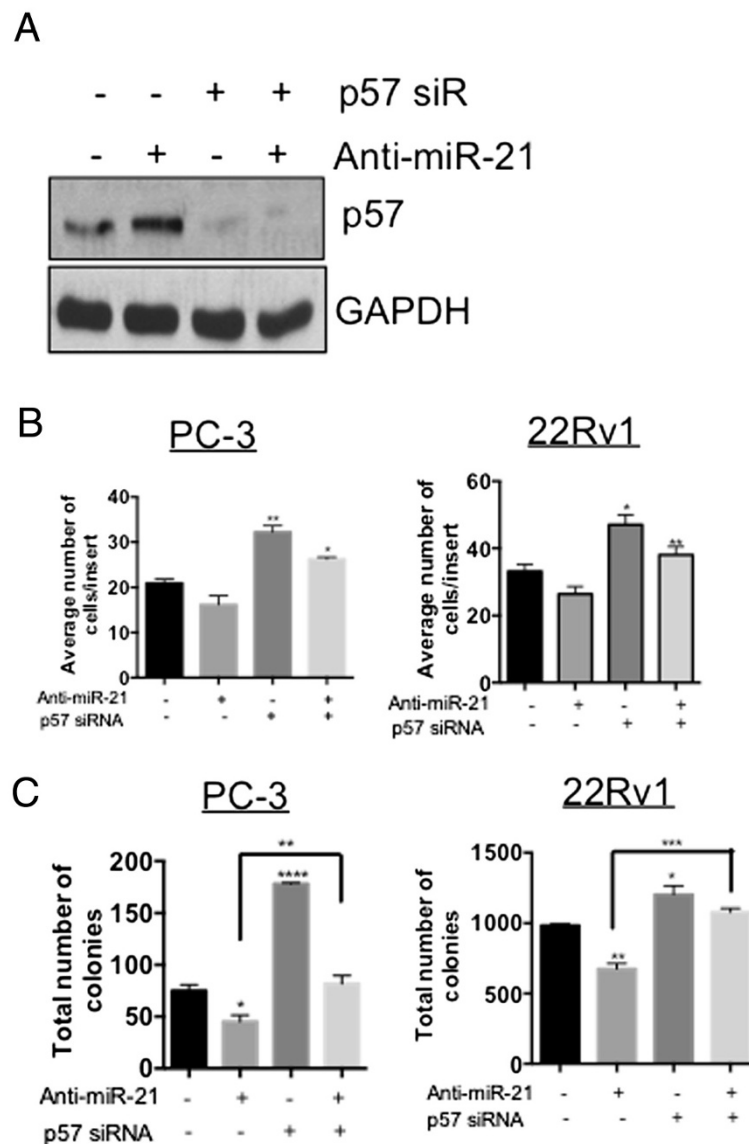 A
- - + + p57 siR
- + - + Anti-miR-21
p57
GAPDH
B
PC-3
Average number of
cells/insert
40
30
20
10
0
**
*
Anti-miR-21 - + - +
p57 siRNA - - + +
22Rv1
Average number of
cells/insert
60
40
20
0
*
**
Anti-miR-21 - + - +
p57 siRNA - - + +
C
PC-3
Total number of
colonies
200
150
100
50
0
**
****
*
Anti-miR-21 - + - +
p57 siRNA - - + +
22Rv1
Total number of
colonies
1500
1000
500
0
***
*
**
Anti-miR-21 - + - +
p57 siRNA - - + +